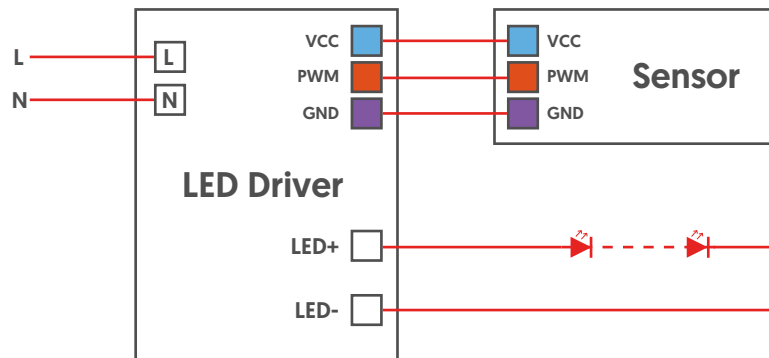 VCC VCC
L L
PWM PWM Sensor
N N
GND GND
LED Driver
LED+
LED-